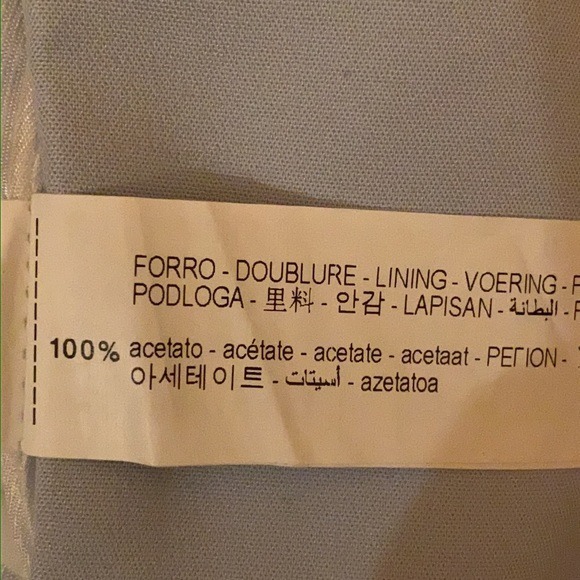 FORRO - DOUBLURE - LINING - VOERING - F
PODLOGA - 里料 - 안감 - LAPISAN - البطانة - F
100% acetato - acétate - acetate - acetaat - ΡΕΓΙΟΝ -
아세테이트 - أسيتات - azetatoa